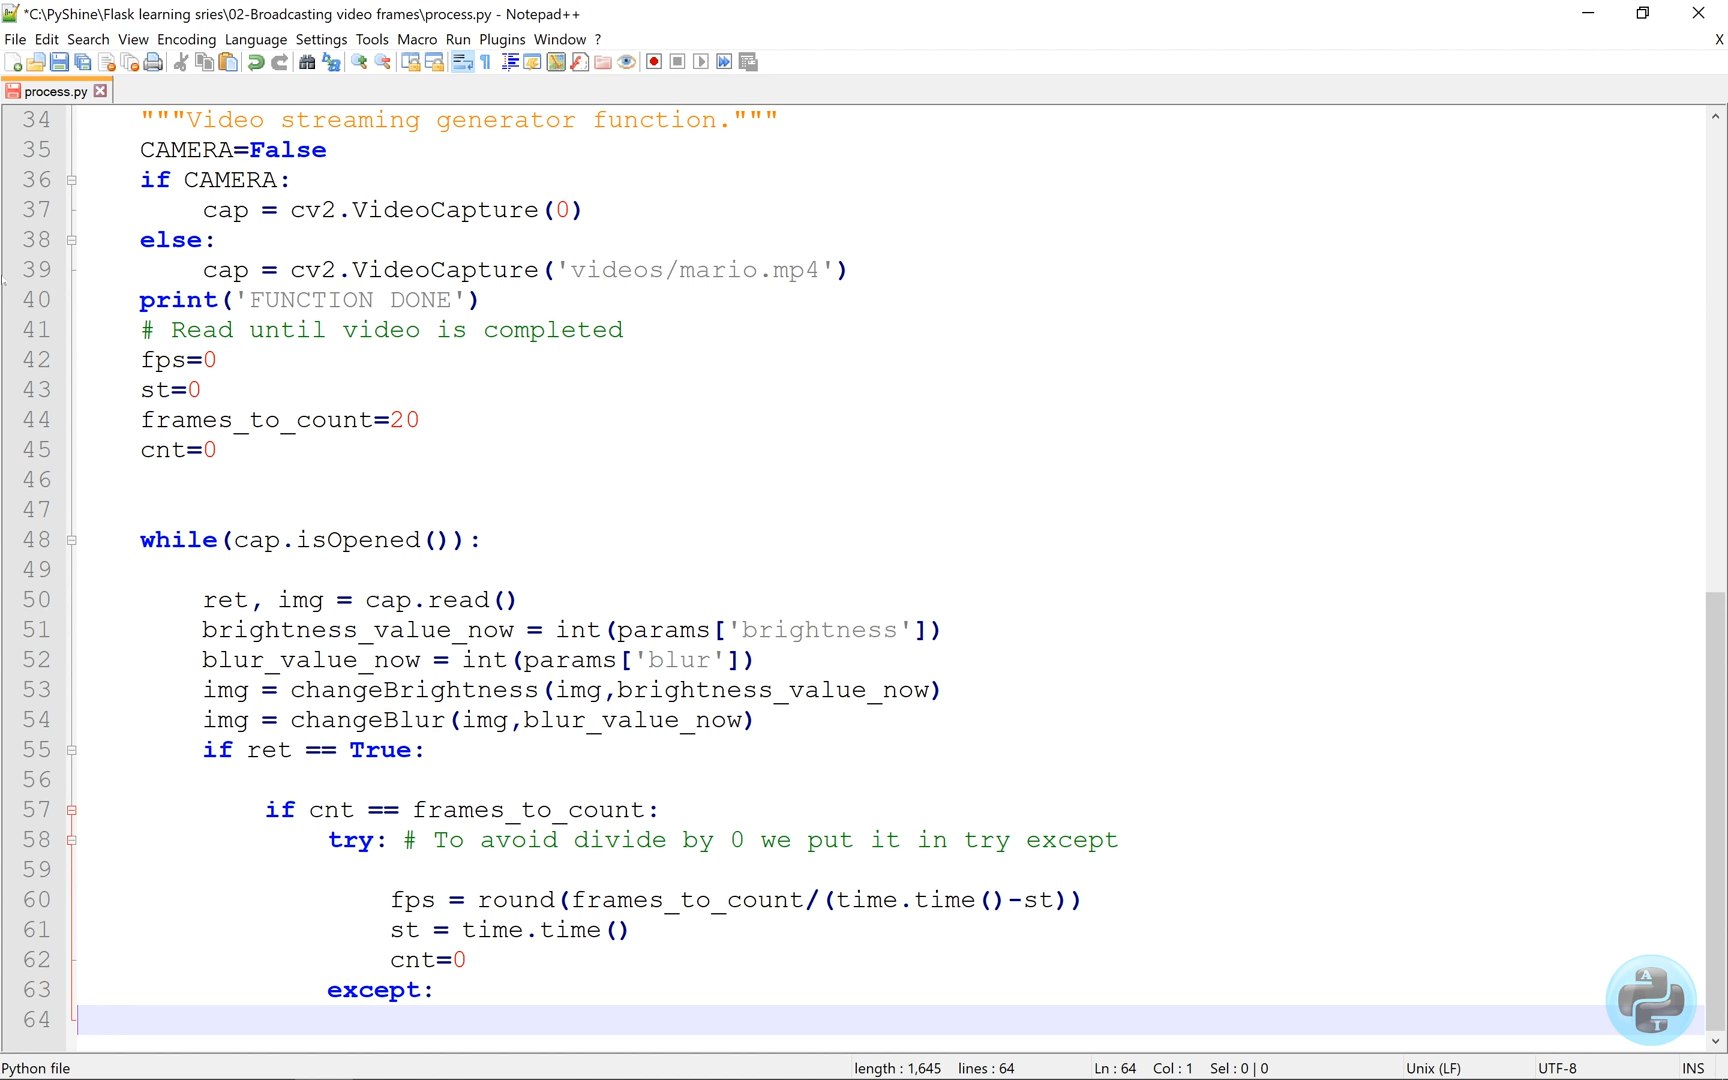 *C:\PyShine\Flask learning sries\02-Broadcasting video frames\process.py - Notepad++
File Edit Search View Encoding Language Settings Tools Macro Run Plugins Window ? X
process.py
34 """Video streaming generator function."""
35 CAMERA=False
36 if CAMERA:
37 cap = cv2.VideoCapture(0)
38 else:
39 cap = cv2.VideoCapture('videos/mario.mp4')
40 print('FUNCTION DONE')
41 # Read until video is completed
42 fps=0
43 st=0
44 frames_to_count=20
45 cnt=0
46
47
48 while(cap.isOpened()):
49
50 ret, img = cap.read()
51 brightness_value_now = int(params['brightness'])
52 blur_value_now = int(params['blur'])
53 img = changeBrightness(img,brightness_value_now)
54 img = changeBlur(img,blur_value_now)
55 if ret == True:
56
57 if cnt == frames_to_count:
58 try: # To avoid divide by 0 we put it in try except
59
60 fps = round(frames_to_count/(time.time()-st))
61 st = time.time()
62 cnt=0
63 except:
64
A
T
Python file length : 1,645 lines : 64 Ln : 64 Col : 1 Sel : 0 | 0 Unix (LF) UTF-8 INS